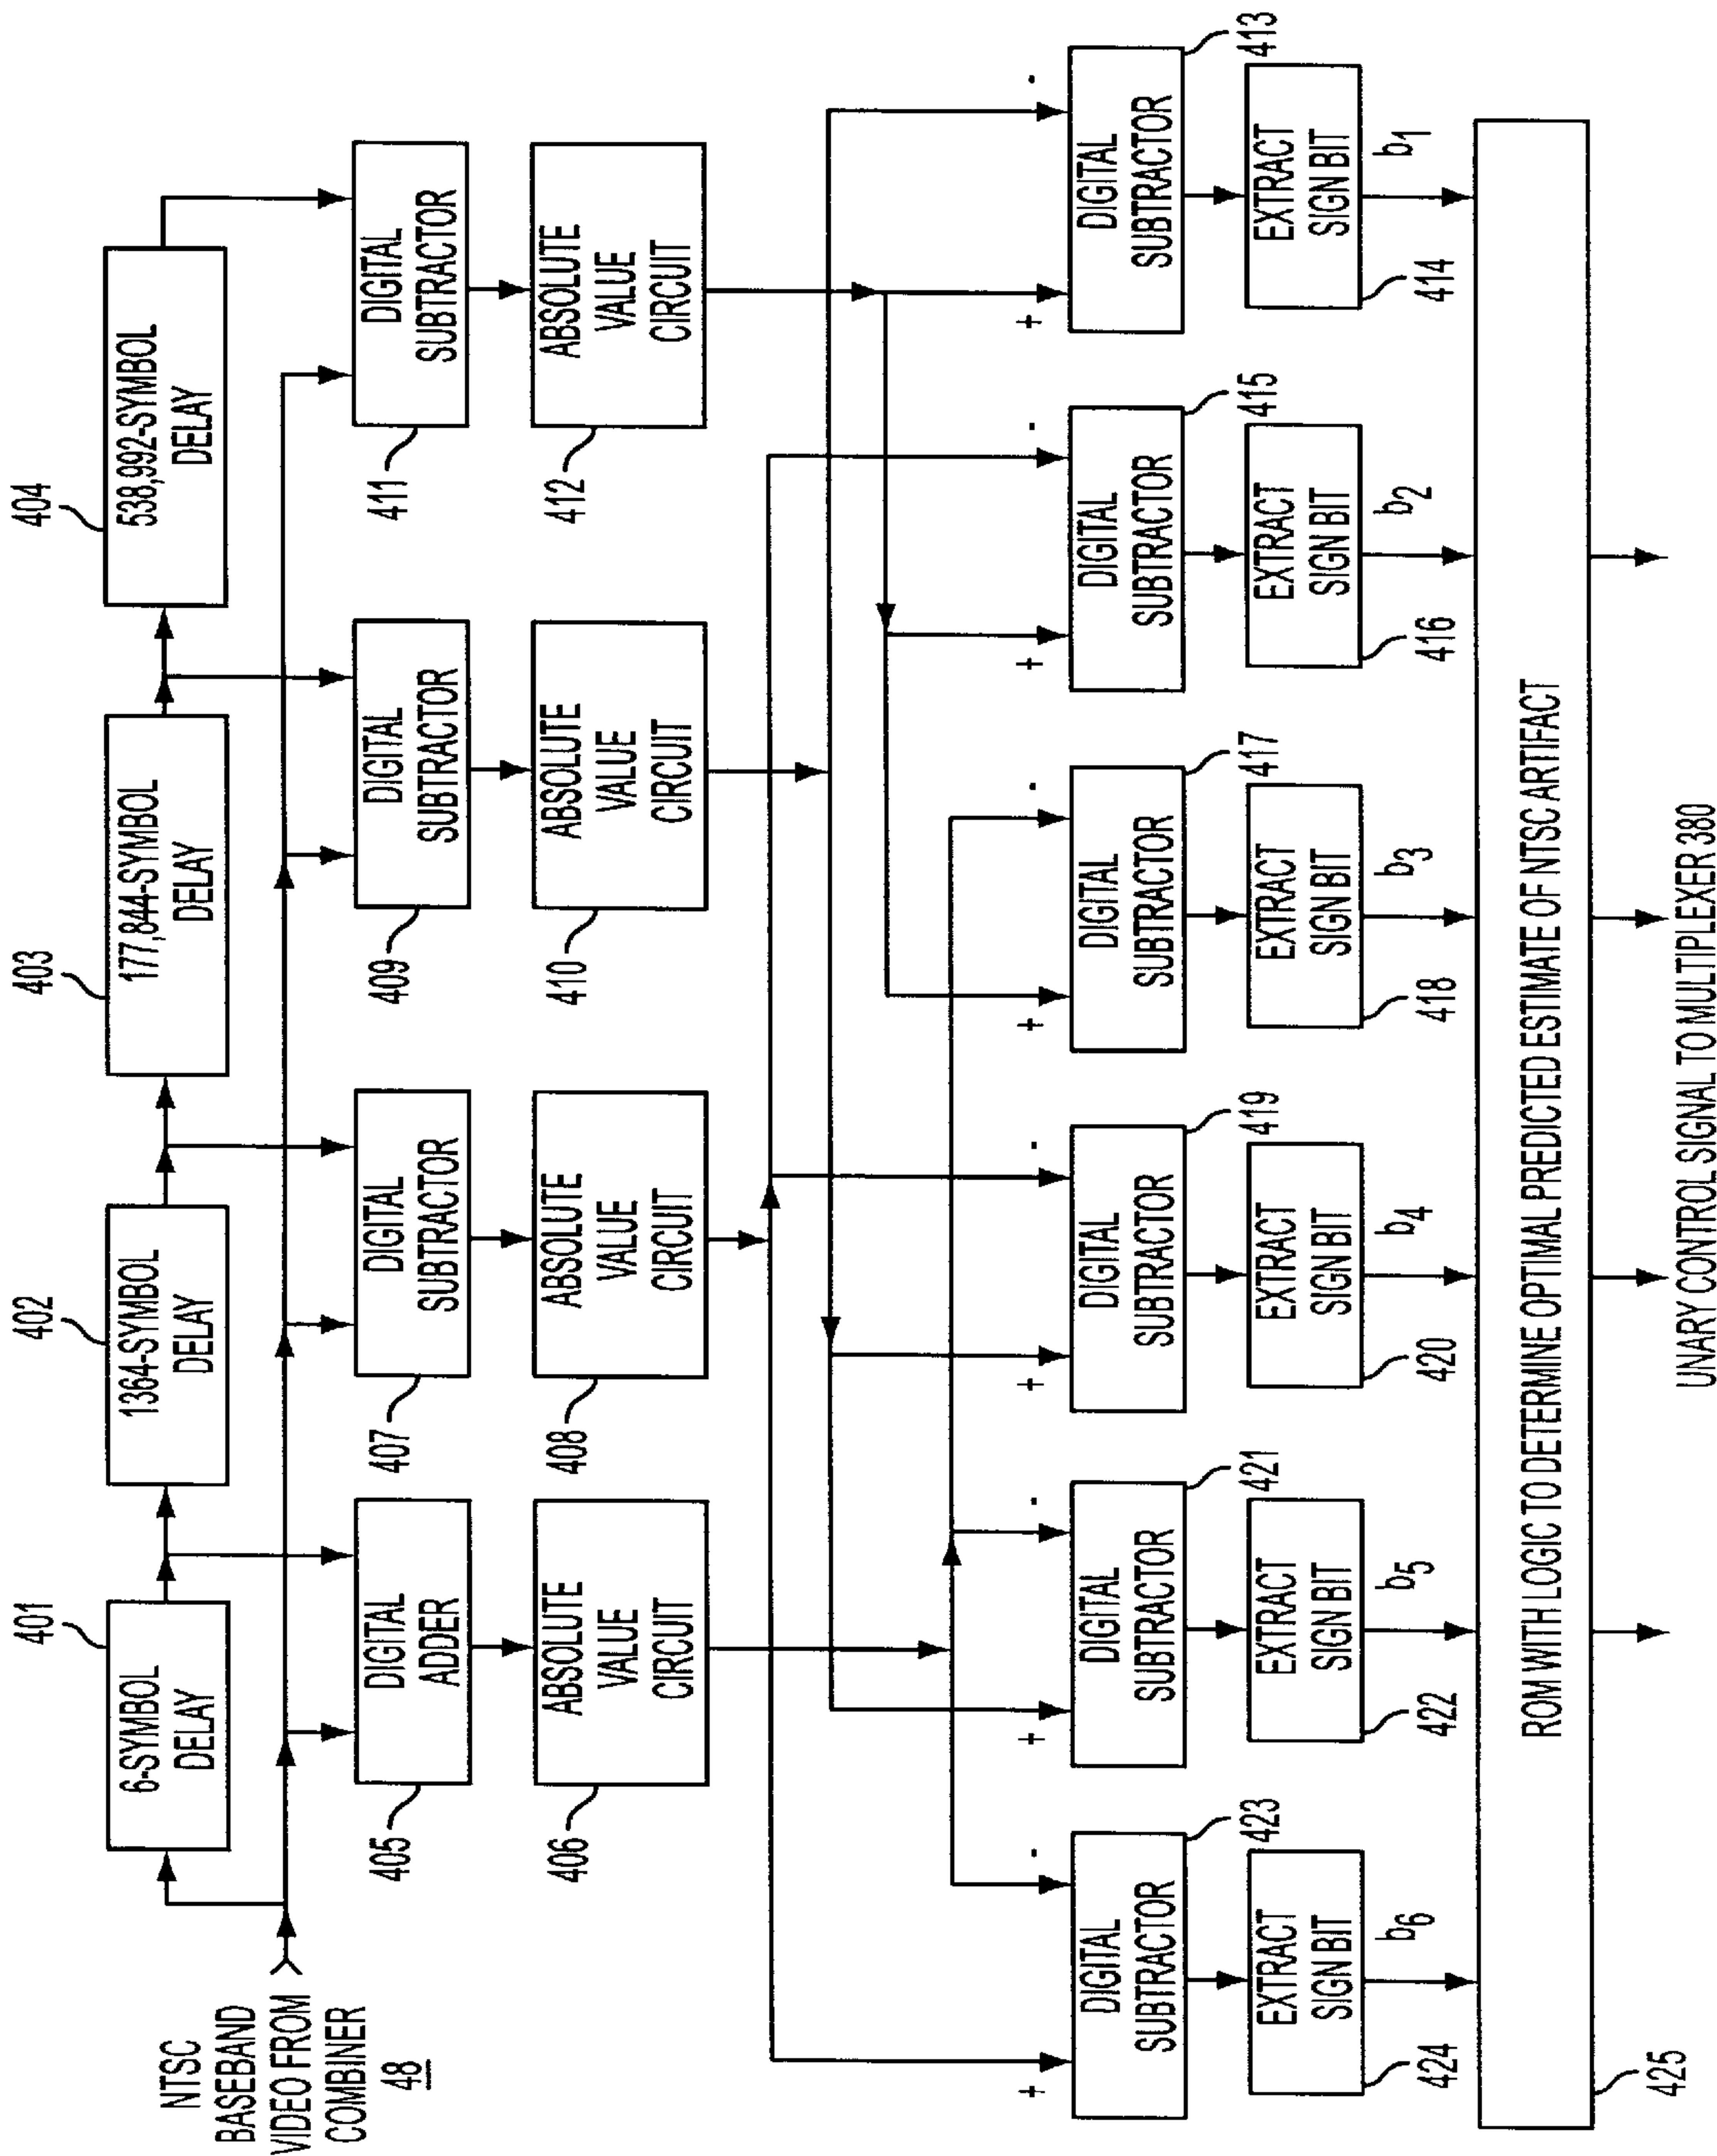 NTSC
BASEBAND
VIDEO FROM
COMBINER
48
401
6-SYMBOL
DELAY
402
1364-SYMBOL
DELAY
403
177,844-SYMBOL
DELAY
404
538,992-SYMBOL
DELAY
DIGITAL
ADDER
405
DIGITAL
SUBTRACTOR
407
DIGITAL
SUBTRACTOR
409
DIGITAL
SUBTRACTOR
411
ABSOLUTE
VALUE
CIRCUIT
406
ABSOLUTE
VALUE
CIRCUIT
408
ABSOLUTE
VALUE
CIRCUIT
410
ABSOLUTE
VALUE
CIRCUIT
412
+ -
DIGITAL
SUBTRACTOR
423
+ -
DIGITAL
SUBTRACTOR
421
+ -
DIGITAL
SUBTRACTOR
419
+ -
DIGITAL
SUBTRACTOR
417
+ -
DIGITAL
SUBTRACTOR
415
+ -
DIGITAL
SUBTRACTOR
413
EXTRACT
SIGN BIT
424
b6
EXTRACT
SIGN BIT
422
b5
EXTRACT
SIGN BIT
420
b4
EXTRACT
SIGN BIT
418
b3
EXTRACT
SIGN BIT
416
b2
EXTRACT
SIGN BIT
414
b1
ROM WITH LOGIC TO DETERMINE OPTIMAL PREDICTED ESTIMATE OF NTSC ARTIFACT
425
UNARY CONTROL SIGNAL TO MULTIPLEXER 380